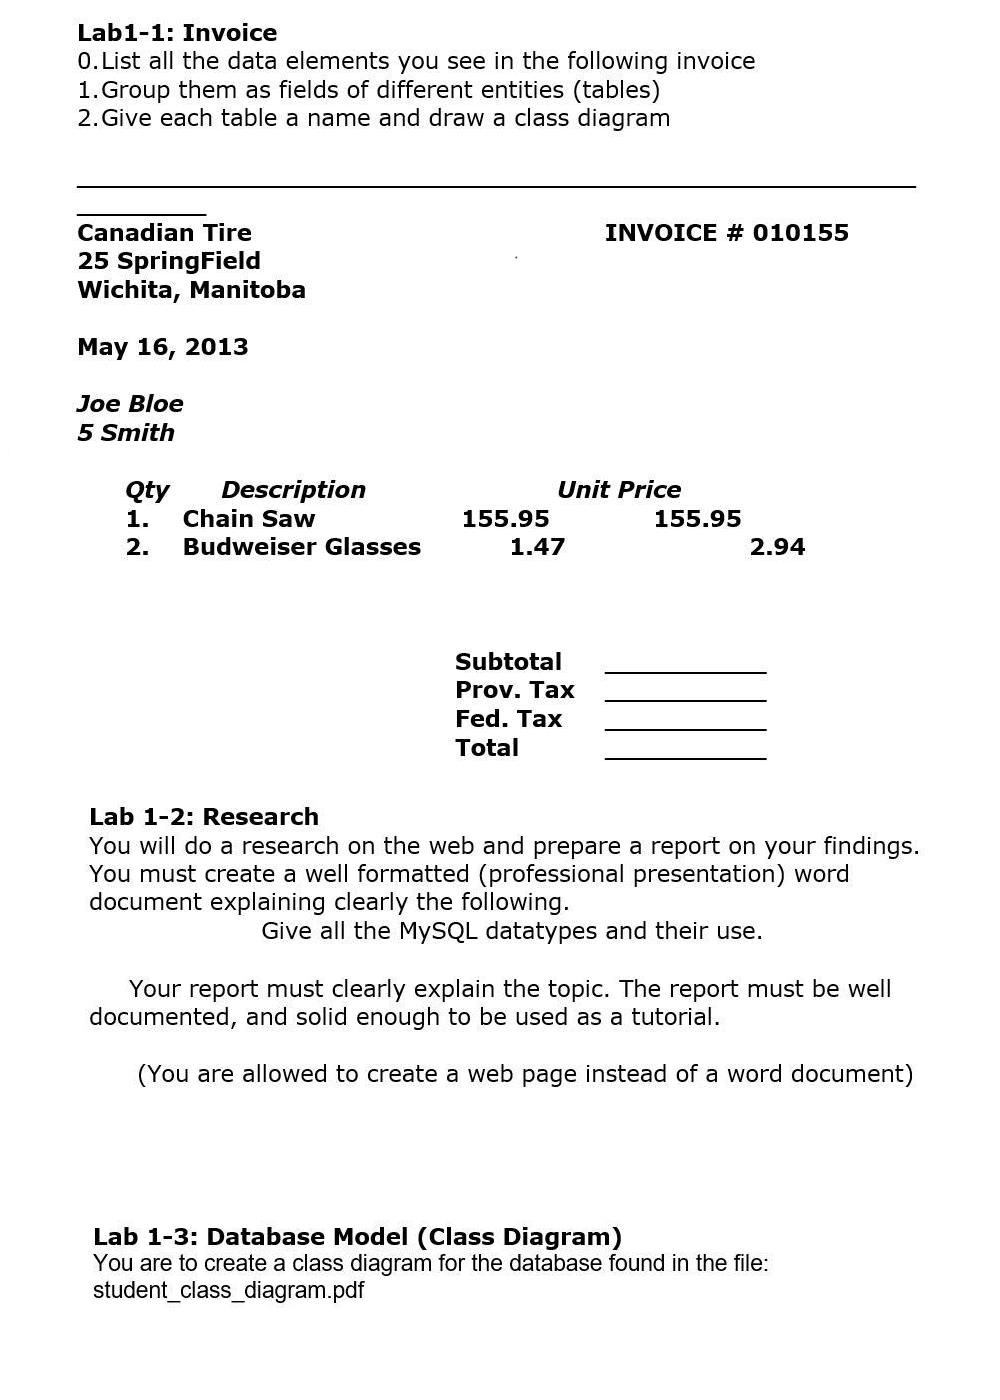 Lab1-1: Invoice
0.List all the data elements you see in the following invoice
1.Group them as fields of different entities (tables)
2.Give each table a name and draw a class diagram
Canadian Tire INVOICE # 010155
25 SpringField
Wichita, Manitoba
May 16, 2013
Joe Bloe
5 Smith
Qty Description Unit Price
1. Chain Saw 155.95 155.95
2. Budweiser Glasses 1.47 2.94
Subtotal
Prov. Tax
Fed. Tax
Total
Lab 1-2: Research
You will do a research on the web and prepare a report on your findings.
You must create a well formatted (professional presentation) word
document explaining clearly the following.
Give all the MySQL datatypes and their use.
Your report must clearly explain the topic. The report must be well
documented, and solid enough to be used as a tutorial.
(You are allowed to create a web page instead of a word document)
Lab 1-3: Database Model (Class Diagram)
You are to create a class diagram for the database found in the file:
student_class_diagram.pdf